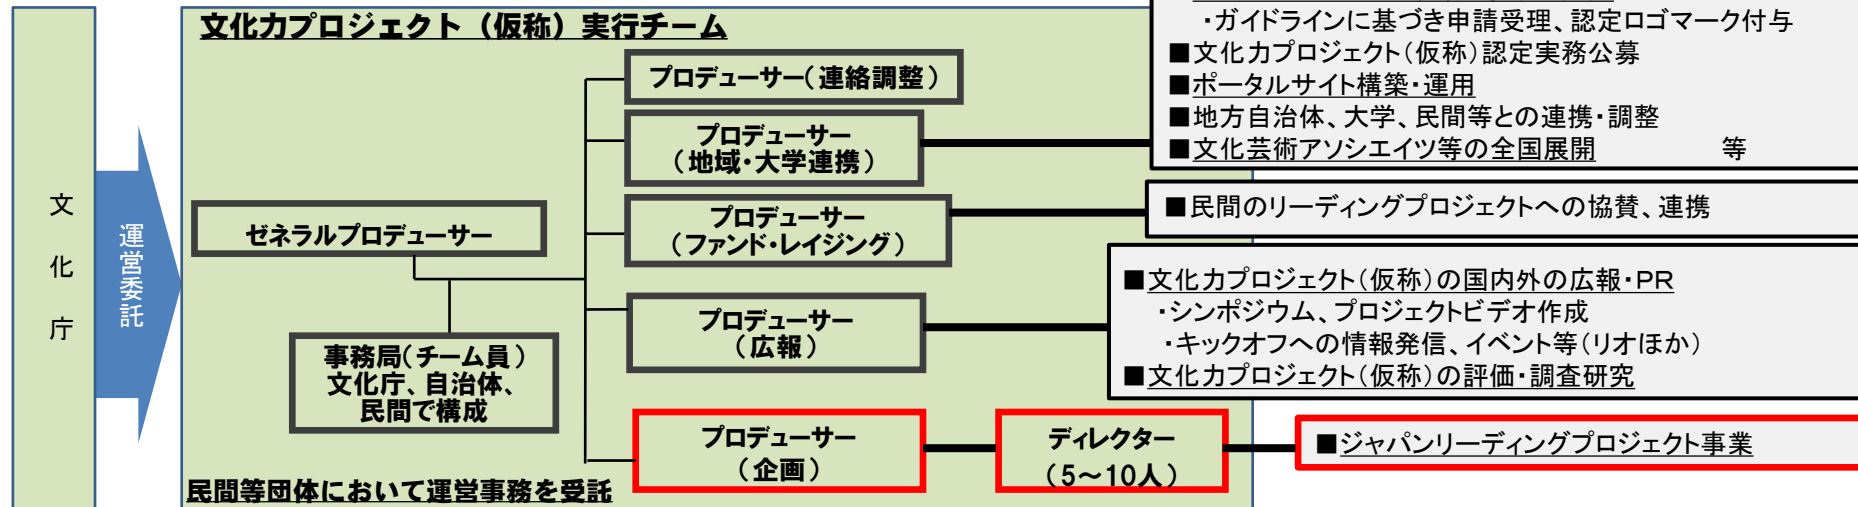 文化庁
運営委託
文化力プロジェクト（仮称）実行チーム
ゼネラルプロデューサー
事務局（チーム員）
文化庁、自治体、
民間で構成
民間等団体において運営事務を受託
プロデューサー（連絡調整）
プロデューサー
（地域・大学連携）
プロデューサー
（ファンド・レイジング）
プロデューサー
（広報）
プロデューサー
（企画）
ディレクター
（５～１０人）
・ガイドラインに基づき申請受理、認定ロゴマーク付与
■文化力プロジェクト（仮称）認定実務公募
■ポータルサイト構築・運用
■地方自治体、大学、民間等との連携・調整
■文化芸術アソシエイツ等の全国展開　　　　等
■民間のリーディングプロジェクトへの協賛、連携
■文化力プロジェクト（仮称）の国内外の広報・ＰＲ
・シンポジウム、プロジェクトビデオ作成
・キックオフへの情報発信、イベント等（リオほか）
■文化力プロジェクト（仮称）の評価・調査研究
■ジャパンリーディングプロジェクト事業